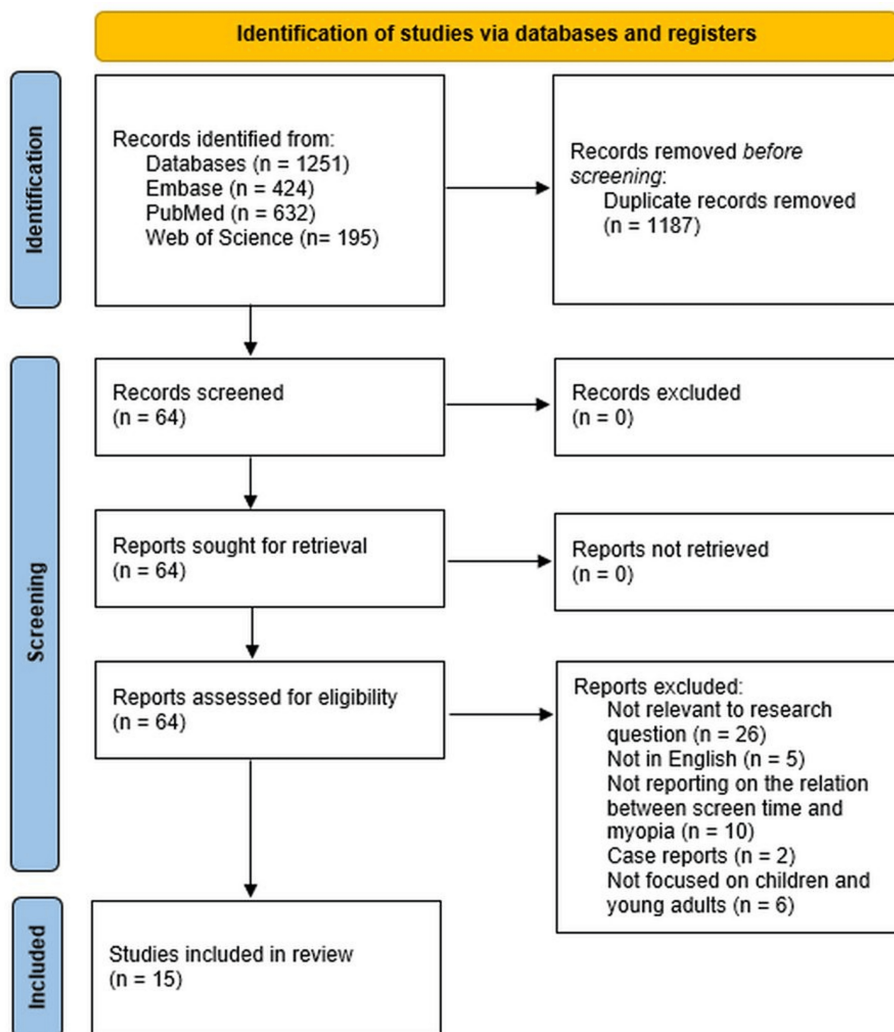 Identification of studies via databases and registers
Identification
Records identified from:
Databases (n = 1251)
Embase (n = 424)
PubMed (n = 632)
Web of Science (n= 195)
Records removed before
screening:
Duplicate records removed
(n = 1187)
Screening
Records screened
(n = 64)
Records excluded
(n = 0)
Reports sought for retrieval
(n = 64)
Reports not retrieved
(n = 0)
Reports assessed for eligibility
(n = 64)
Reports excluded:
Not relevant to research
question (n = 26)
Not in English (n = 5)
Not reporting on the relation
between screen time and
myopia (n = 10)
Case reports (n = 2)
Not focused on children and
young adults (n = 6)
Included
Studies included in review
(n = 15)